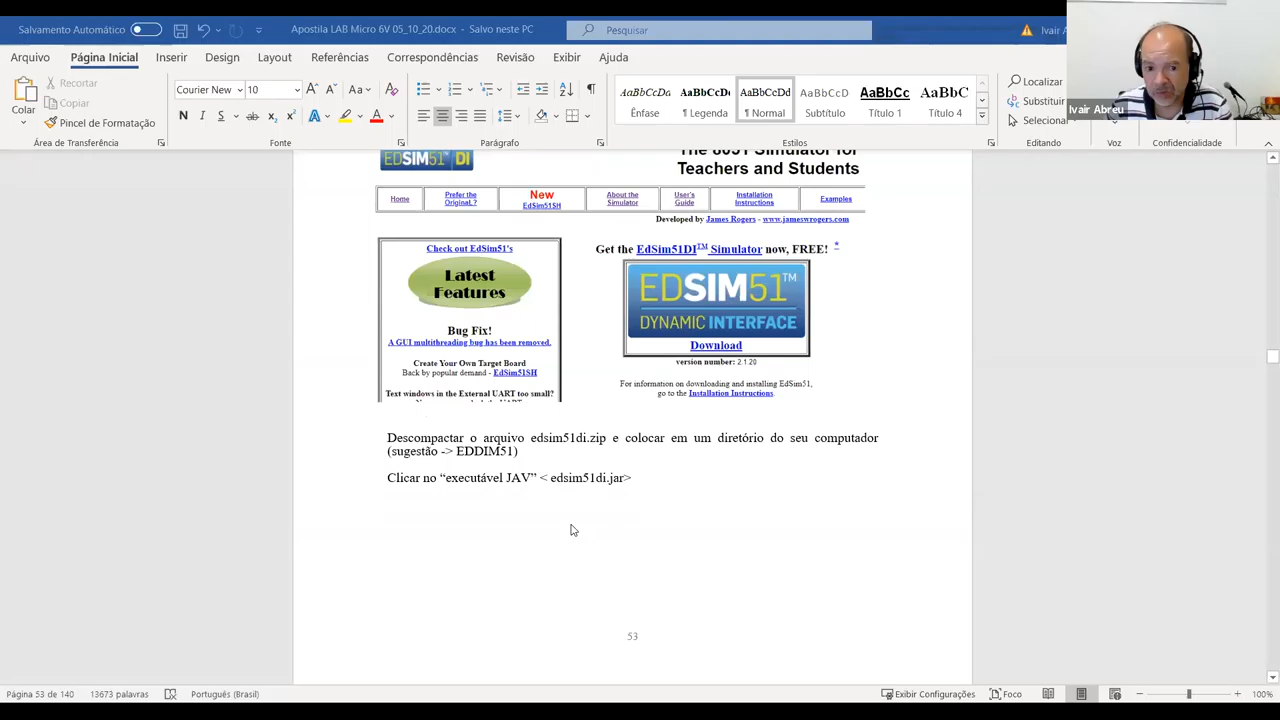 Salvamento Automático
Apostila LAB Micro 6V 05_10_20.docx - Salvo neste PC
Pesquisar
Ivair A
Arquivo
Página Inicial
Inserir
Design
Layout
Referências
Correspondências
Revisão
Exibir
Ajuda
Colar
Recortar
Copiar
Pincel de Formatação
Área de Transferência
Courier New
10
Fonte
Parágrafo
AaBbCcDa
Ênfase
AaBbCcDc
¶ Legenda
AaBbCcDd
¶ Normal
AaBbCcD
Subtítulo
AaBbCc
Título 1
AaBbC
Título 4
Estilos
Localizar
Substituir
Selecionar
Editando
Voz
Confidencialidade
Ivair Abreu
EDSIM51 DI
The 8051 Simulator for
Teachers and Students
Home
Prefer the
OriginaL?
New
EdSim51SH
About the
Simulator
User's
Guide
Installation
Instructions
Examples
Developed by James Rogers - www.jameswrogers.com
Check out EdSim51's
Latest
Features
Bug Fix!
A GUI multithreading bug has been removed.
Create Your Own Target Board
Back by popular demand - EdSim51SH
Text windows in the External UART too small?
Get the EdSim51DI™ Simulator now, FREE! *
EDSIM51™
DYNAMIC INTERFACE
Download
version number: 2.1.20
For information on downloading and installing EdSim51,
go to the Installation Instructions.
Descompactar o arquivo edsim51di.zip e colocar em um diretório do seu computador
(sugestão -> EDDIM51)
Clicar no “executável JAV” < edsim51di.jar>
53
Página 53 de 140
13673 palavras
Português (Brasil)
Exibir Configurações
Foco
100%